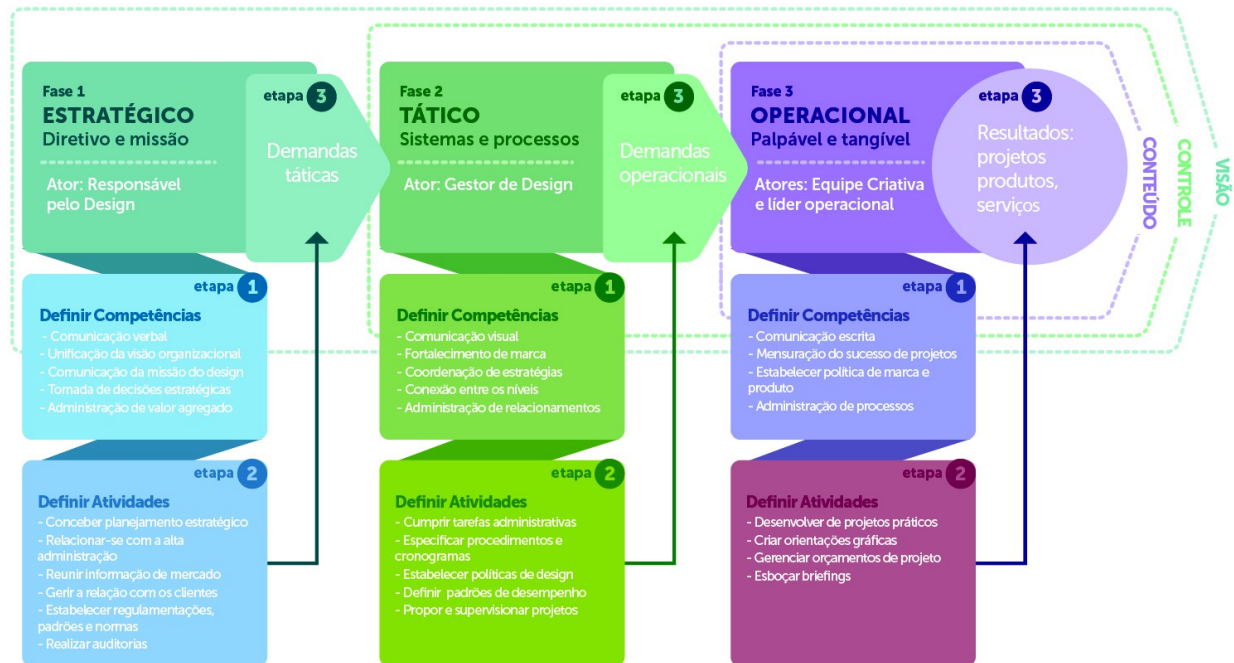 Fase 1
ESTRATÉGICO
Diretivo e missão
Ator: Responsável
pelo Design
etapa 3
Demandas
táticas
etapa 1
Definir Competências
- Comunicação verbal
- Unificação da visão organizacional
- Comunicação da missão do design
- Tomada de decisões estratégicas
- Administração de valor agregado
etapa 2
Definir Atividades
- Conceber planejamento estratégico
- Relacionar-se com a alta
administração
- Reunir informação de mercado
- Gerir a relação com os clientes
- Estabelecer regulamentações,
padrões e normas
- Realizar auditorias
Fase 2
TÁTICO
Sistemas e processos
Ator: Gestor de Design
etapa 3
Demandas
operacionais
etapa 1
Definir Competências
- Comunicação visual
- Fortalecimento de marca
- Coordenação de estratégias
- Conexão entre os níveis
- Administração de relacionamentos
etapa 2
Definir Atividades
- Cumprir tarefas administrativas
- Especificar procedimentos e
cronogramas
- Estabelecer políticas de design
- Definir padrões de desempenho
- Propor e supervisionar projetos
Fase 3
OPERACIONAL
Palpável e tangível
Atores: Equipe Criativa
e líder operacional
etapa 3
Resultados:
projetos
produtos,
serviços
etapa 1
Definir Competências
- Comunicação escrita
- Mensuração do sucesso de projetos
- Estabelecer política de marca e
produto
- Administração de processos
etapa 2
Definir Atividades
- Desenvolver de projetos práticos
- Criar orientações gráficas
- Gerenciar orçamentos de projeto
- Esboçar briefings
CONTEÚDO
CONTROLE
VISÃO